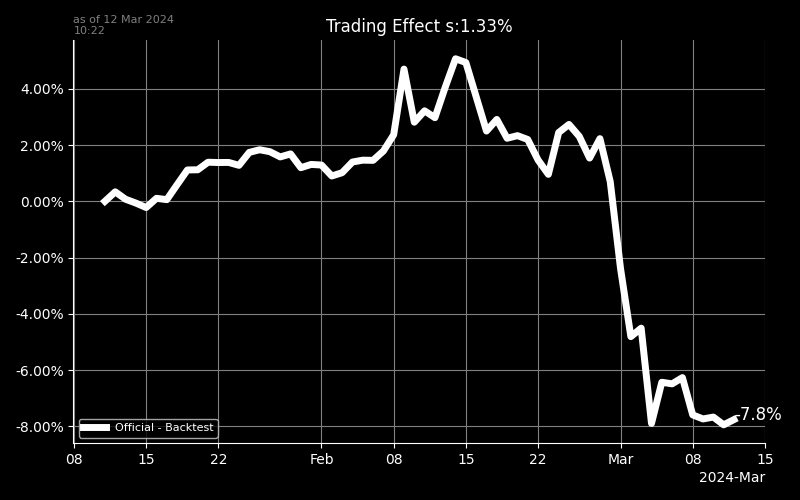 as of 12 Mar 2024
10:22
Trading Effect s:1.33%
4.00%
2.00%
0.00%
-2.00%
-4.00%
-6.00%
-8.00%
-7.8%
Official - Backtest
08 15 22 Feb 08 15 22 Mar 08 15
2024-Mar